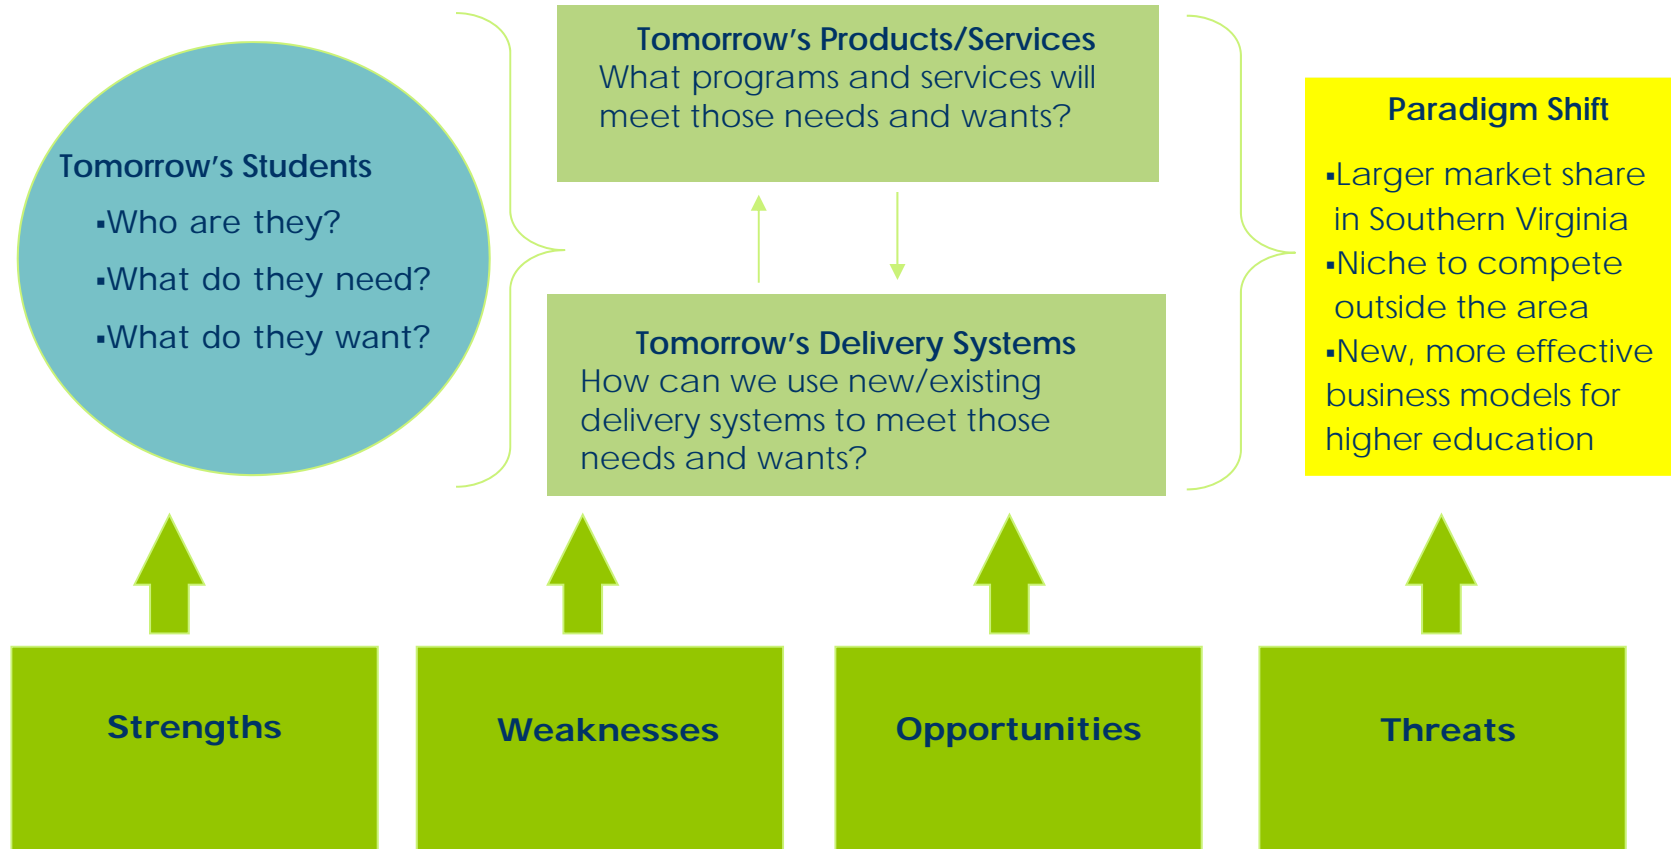 Tomorrow’s Students
▪Who are they?
▪What do they need?
▪What do they want?
Tomorrow’s Products/Services
What programs and services will
meet those needs and wants?
Tomorrow’s Delivery Systems
How can we use new/existing
delivery systems to meet those
needs and wants?
Paradigm Shift
▪Larger market share
in Southern Virginia
▪Niche to compete
outside the area
▪New, more effective
business models for
higher education
Strengths
Weaknesses
Opportunities
Threats